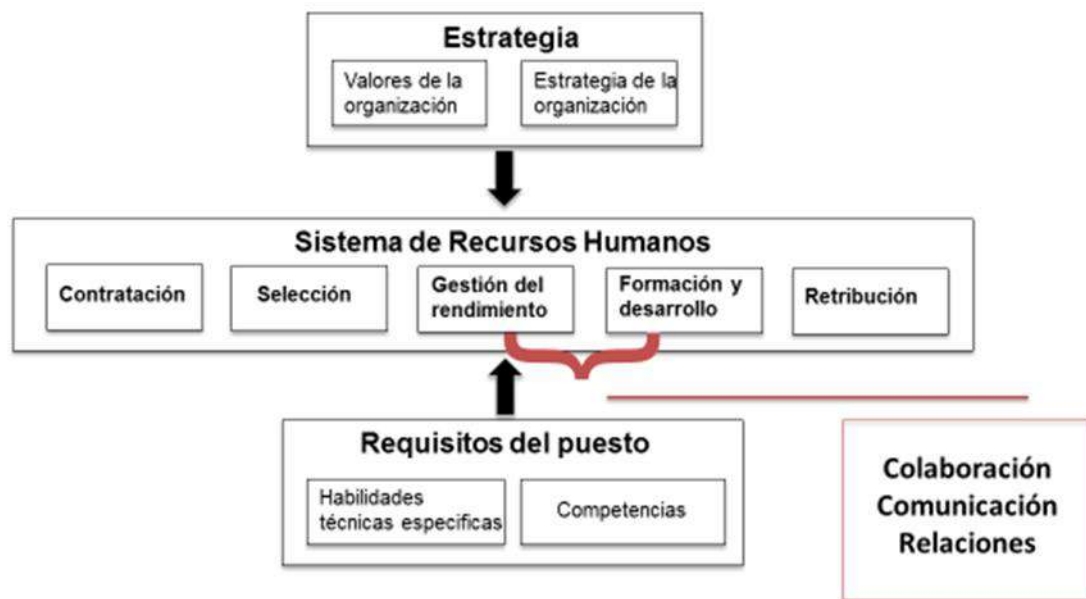 Estrategia
Valores de la
organización
Estrategia de la
organización
Sistema de Recursos Humanos
Contratación
Selección
Gestión del
rendimiento
Formación y
desarrollo
Retribución
Requisitos del puesto
Habilidades
técnicas especificas
Competencias
Colaboración
Comunicación
Relaciones